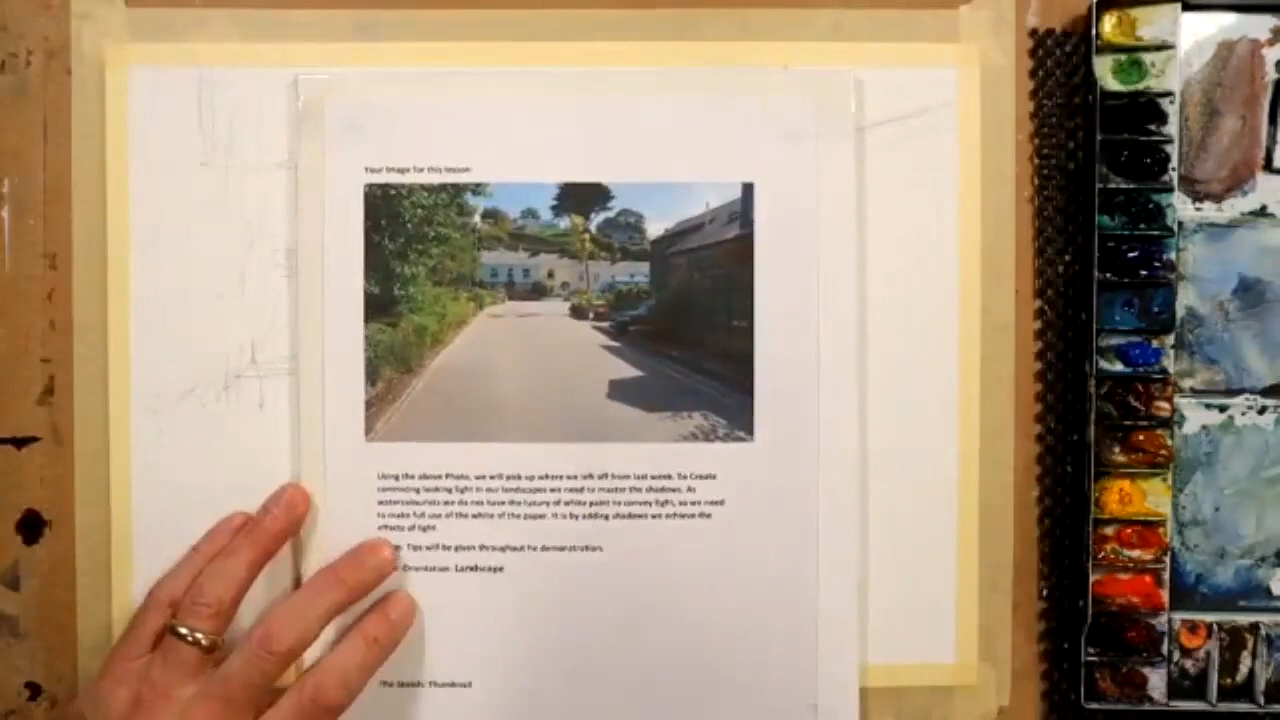 Your Image for this lesson:
Using the above Photo, we will pick up where we left off from last week. To Create
convincing looking light in our landscapes we need to master the shadows. As
watercolourists we do not have the luxury of white paint to convey light, so we need
to make full use of the white of the paper. It is by adding shadows we achieve the
effects of light.
Tips will be given throughout he demonstration.
Orientation: Landscape
The Sketch: Thumbnail